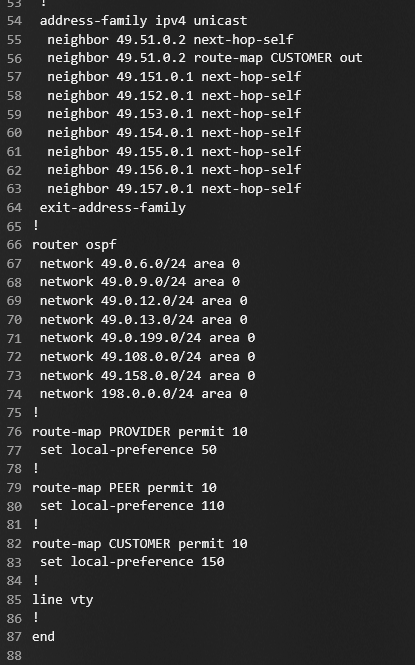 53  !
54  address-family ipv4 unicast
55   neighbor 49.51.0.2 next-hop-self
56   neighbor 49.51.0.2 route-map CUSTOMER out
57   neighbor 49.151.0.1 next-hop-self
58   neighbor 49.152.0.1 next-hop-self
59   neighbor 49.153.0.1 next-hop-self
60   neighbor 49.154.0.1 next-hop-self
61   neighbor 49.155.0.1 next-hop-self
62   neighbor 49.156.0.1 next-hop-self
63   neighbor 49.157.0.1 next-hop-self
64  exit-address-family
65 !
66 router ospf
67  network 49.0.6.0/24 area 0
68  network 49.0.9.0/24 area 0
69  network 49.0.12.0/24 area 0
70  network 49.0.13.0/24 area 0
71  network 49.0.199.0/24 area 0
72  network 49.108.0.0/24 area 0
73  network 49.158.0.0/24 area 0
74  network 198.0.0.0/24 area 0
75 !
76 route-map PROVIDER permit 10
77  set local-preference 50
78 !
79 route-map PEER permit 10
80  set local-preference 110
81 !
82 route-map CUSTOMER permit 10
83  set local-preference 150
84 !
85 line vty
86 !
87 end
88